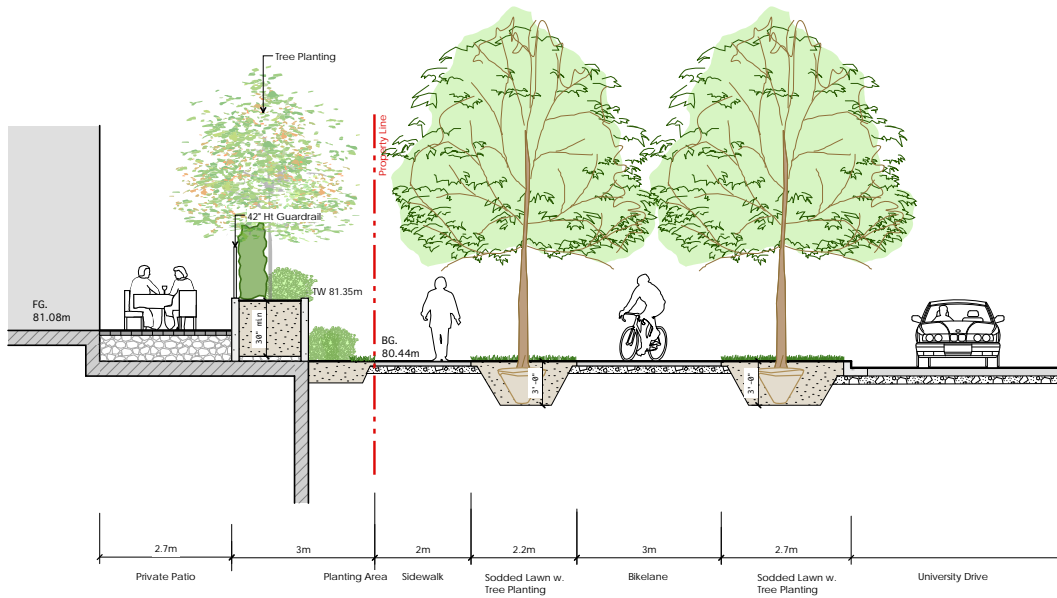 Tree Planting
Property Line
42" Ht Guardrail
TW 81.35m
FG.
81.08m
30" min
BG.
80.44m
3'-0"
3'-0"
2.7m
3m
2m
2.2m
3m
2.7m
Private Patio
Planting Area
Sidewalk
Sodded Lawn w.
Tree Planting
Bikelane
Sodded Lawn w.
Tree Planting
University Drive